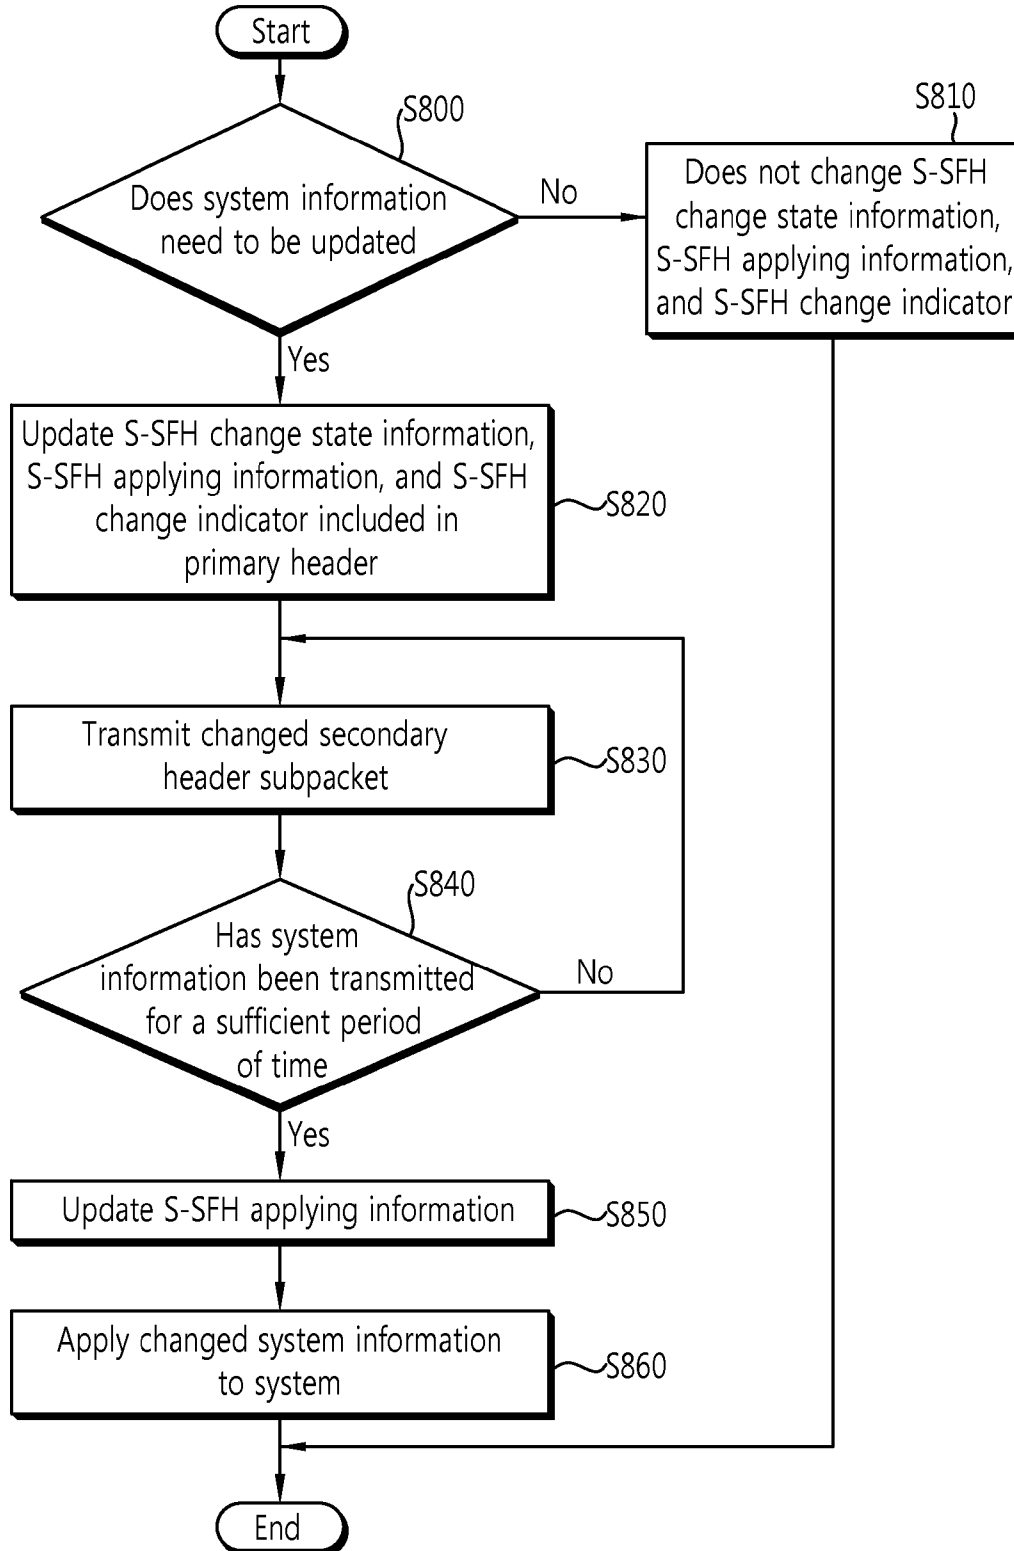 Start
S800
Does system information
need to be updated
No
S810
Does not change S-SFH
change state information,
S-SFH applying information,
and S-SFH change indicator
Yes
Update S-SFH change state information,
S-SFH applying information, and S-SFH
change indicator included in
primary header
S820
Transmit changed secondary
header subpacket
S830
S840
Has system
information been transmitted
for a sufficient period
of time
No
Yes
Update S-SFH applying information
S850
Apply changed system information
to system
S860
End